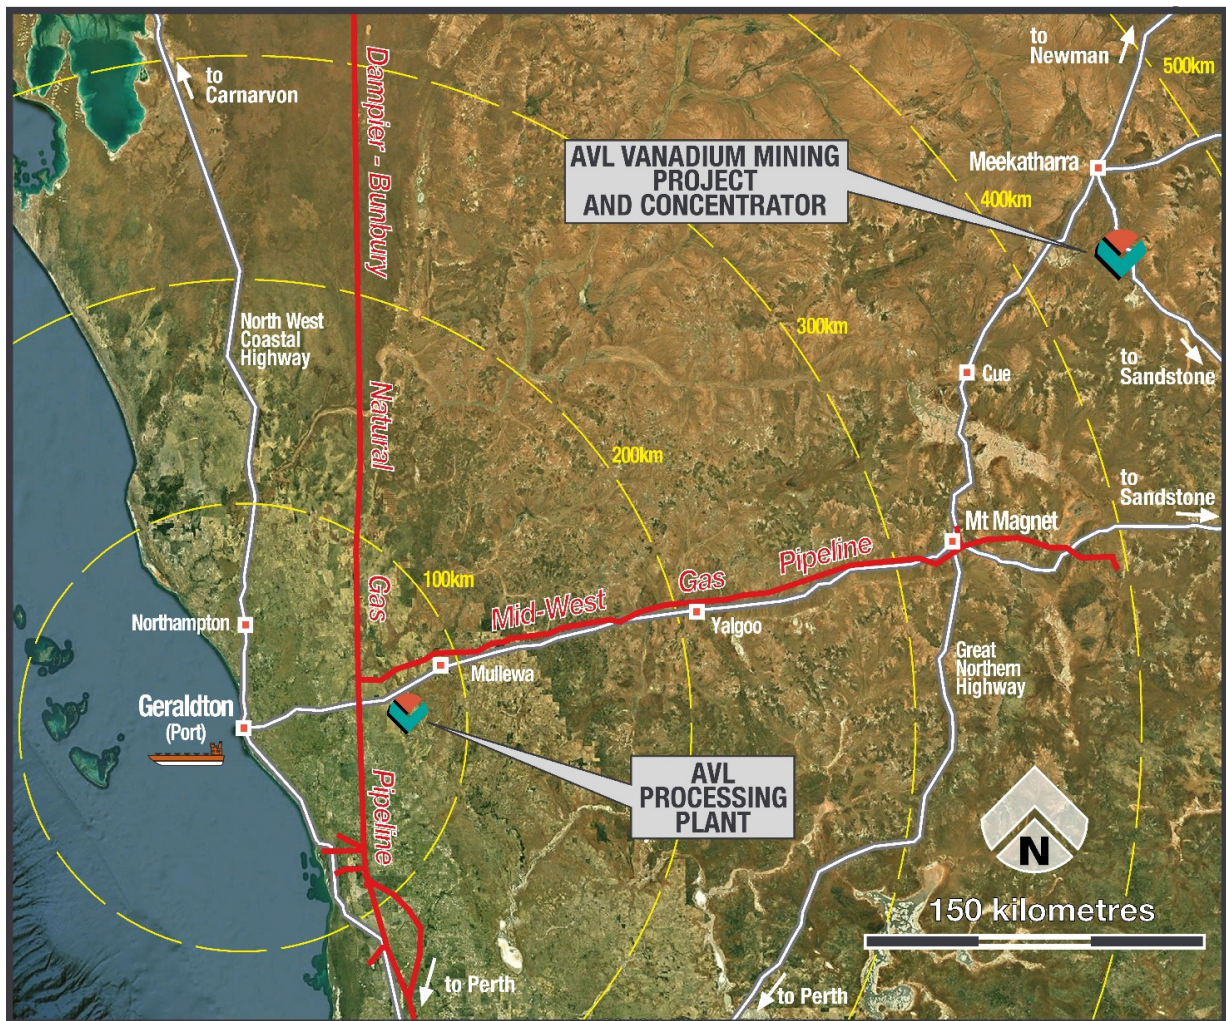 to
Newman
500km
to
Carnarvon
Dampier - Bunbury Natural Gas Pipeline
AVL VANADIUM MINING
PROJECT
AND CONCENTRATOR
Meekatharra
400km
North West
Coastal
Highway
300km
to
Sandstone
Cue
200km
to
Sandstone
Mt Magnet
100km
Mid-West Gas Pipeline
Northampton
Yalgoo
Mullewa
Great
Northern
Highway
Geraldton
(Port)
AVL
PROCESSING
PLANT
N
150 kilometres
to Perth
to Perth